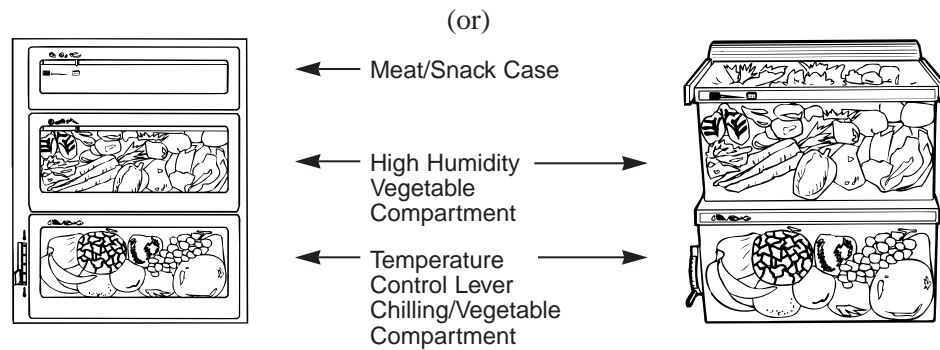 (or)
Meat/Snack Case
High Humidity
Vegetable
Compartment
Temperature
Control Lever
Chilling/Vegetable
Compartment